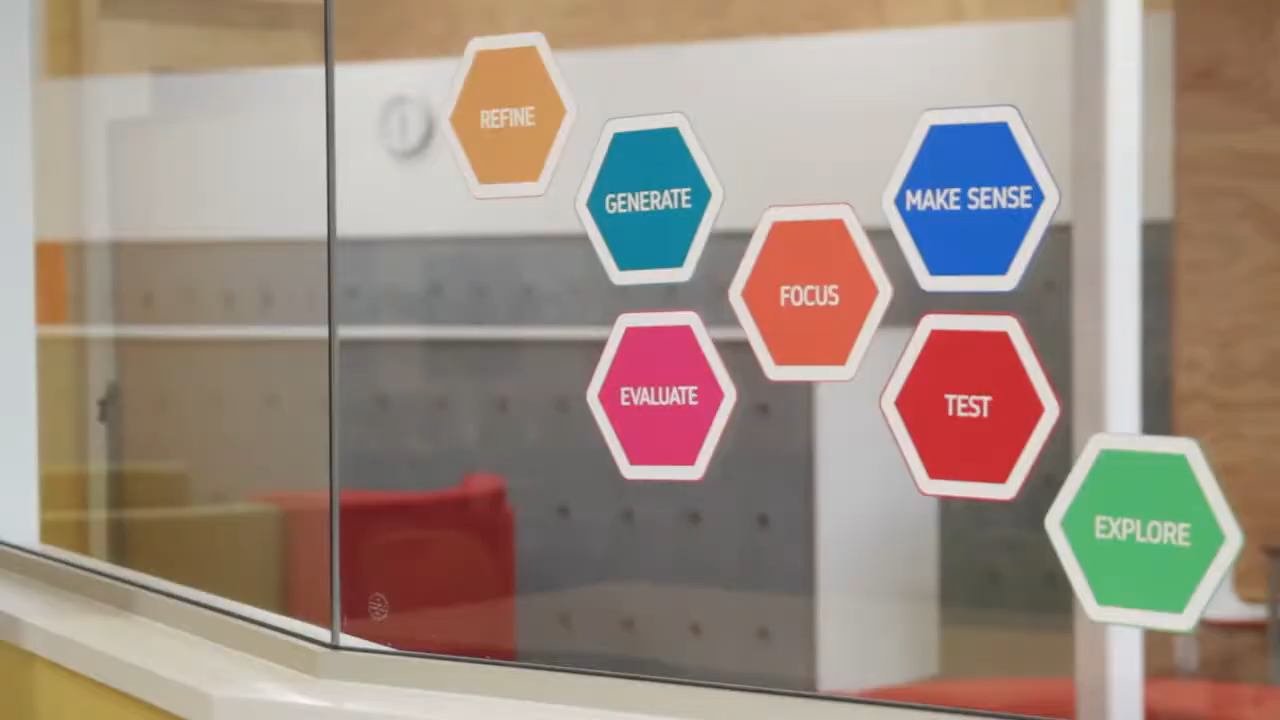 REFINE
GENERATE
MAKE SENSE
FOCUS
EVALUATE
TEST
EXPLORE